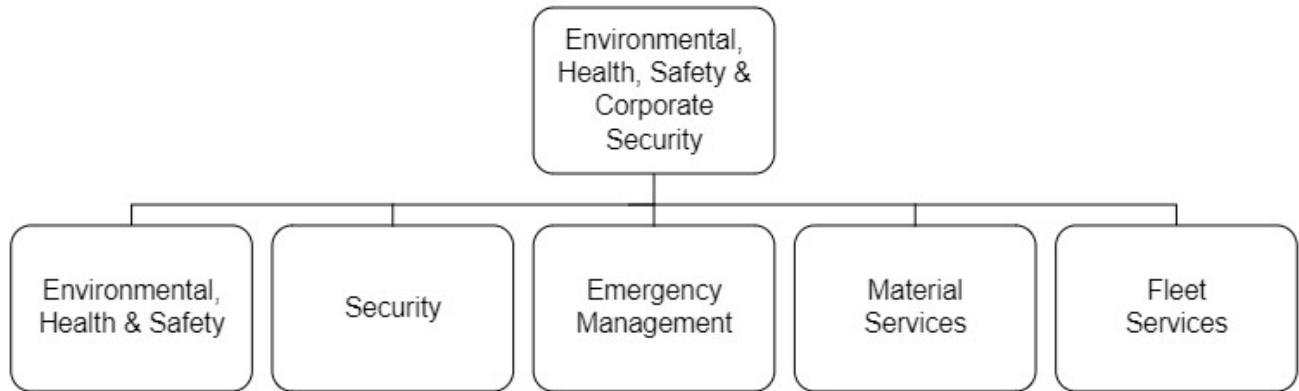 Environmental,
Health, Safety &
Corporate
Security
Environmental,
Health & Safety
Security
Emergency
Management
Material
Services
Fleet
Services